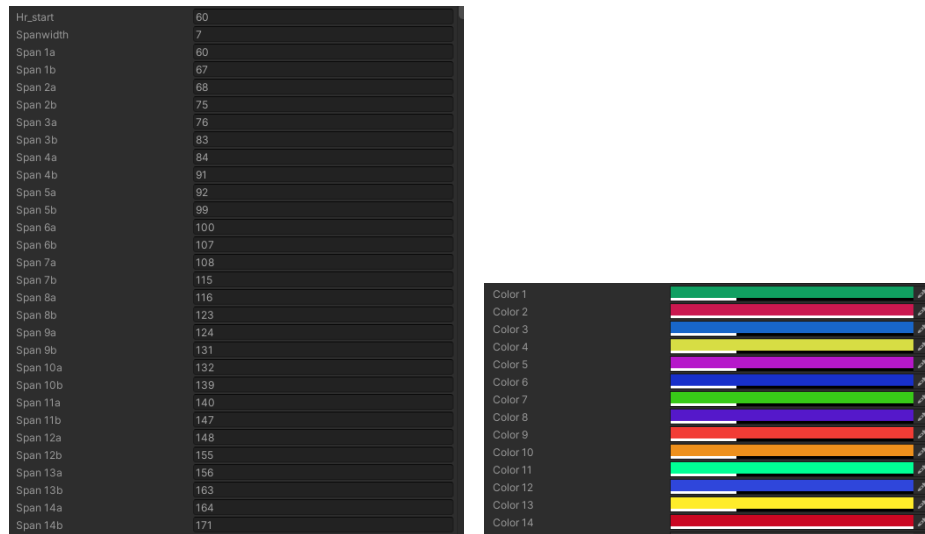 Hr_start 60
Spanwidth 7
Span 1a 60
Span 1b 67
Span 2a 68
Span 2b 75
Span 3a 76
Span 3b 83
Span 4a 84
Span 4b 91
Span 5a 92
Span 5b 99
Span 6a 100
Span 6b 107
Span 7a 108
Span 7b 115
Span 8a 116
Span 8b 123
Span 9a 124
Span 9b 131
Span 10a 132
Span 10b 139
Span 11a 140
Span 11b 147
Span 12a 148
Span 12b 155
Span 13a 156
Span 13b 163
Span 14a 164
Span 14b 171
Color 1
Color 2
Color 3
Color 4
Color 5
Color 6
Color 7
Color 8
Color 9
Color 10
Color 11
Color 12
Color 13
Color 14